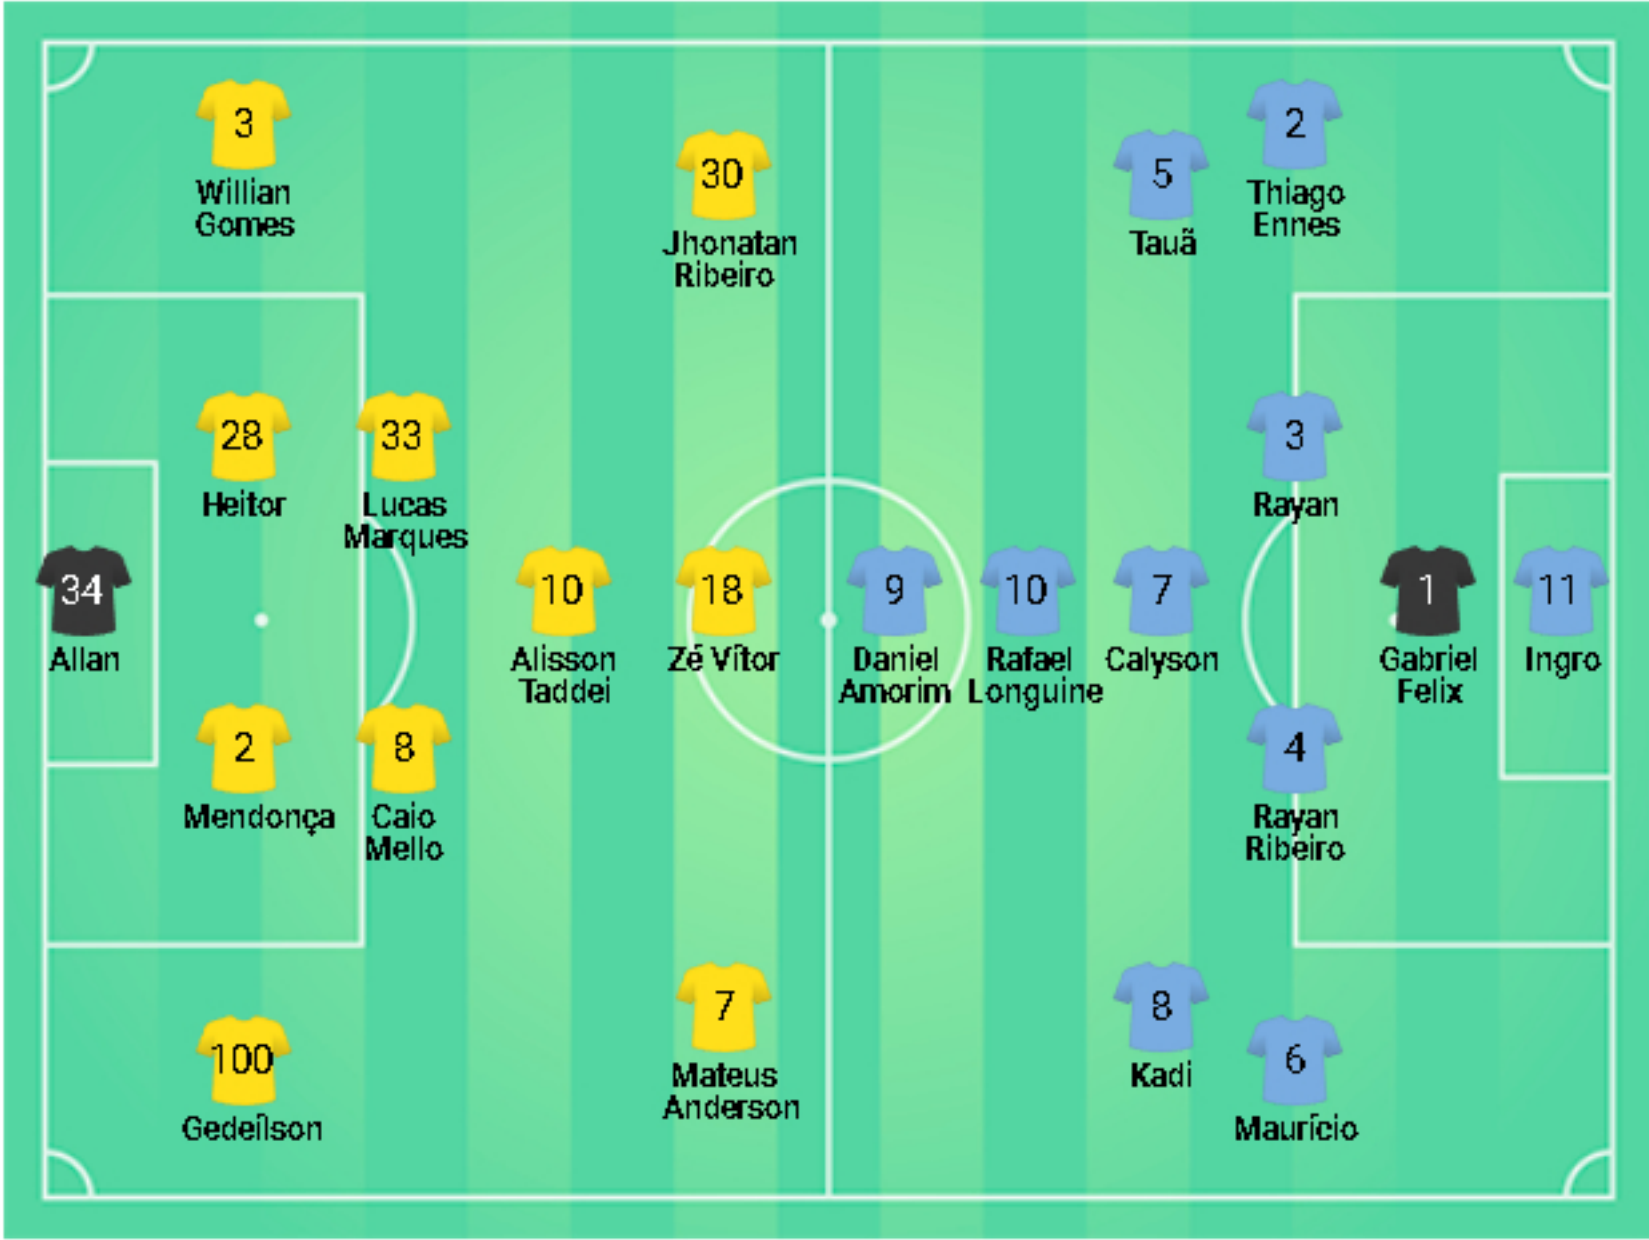 3
Willian
Gomes
30
Jhonatan
Ribeiro
5
Tauã
2
Thiago
Ennes
28
Heitor
33
Lucas
Marques
3
Rayan
34
Allan
10
Alisson
Taddei
18
Zé Vítor
9
Daniel
Amorim
10
Rafael
Longuine
7
Calyson
1
Gabriel
Felix
11
Ingro
2
Mendonça
8
Caio
Mello
4
Rayan
Ribeiro
100
Gedeílson
7
Mateus
Anderson
8
Kadi
6
Maurício